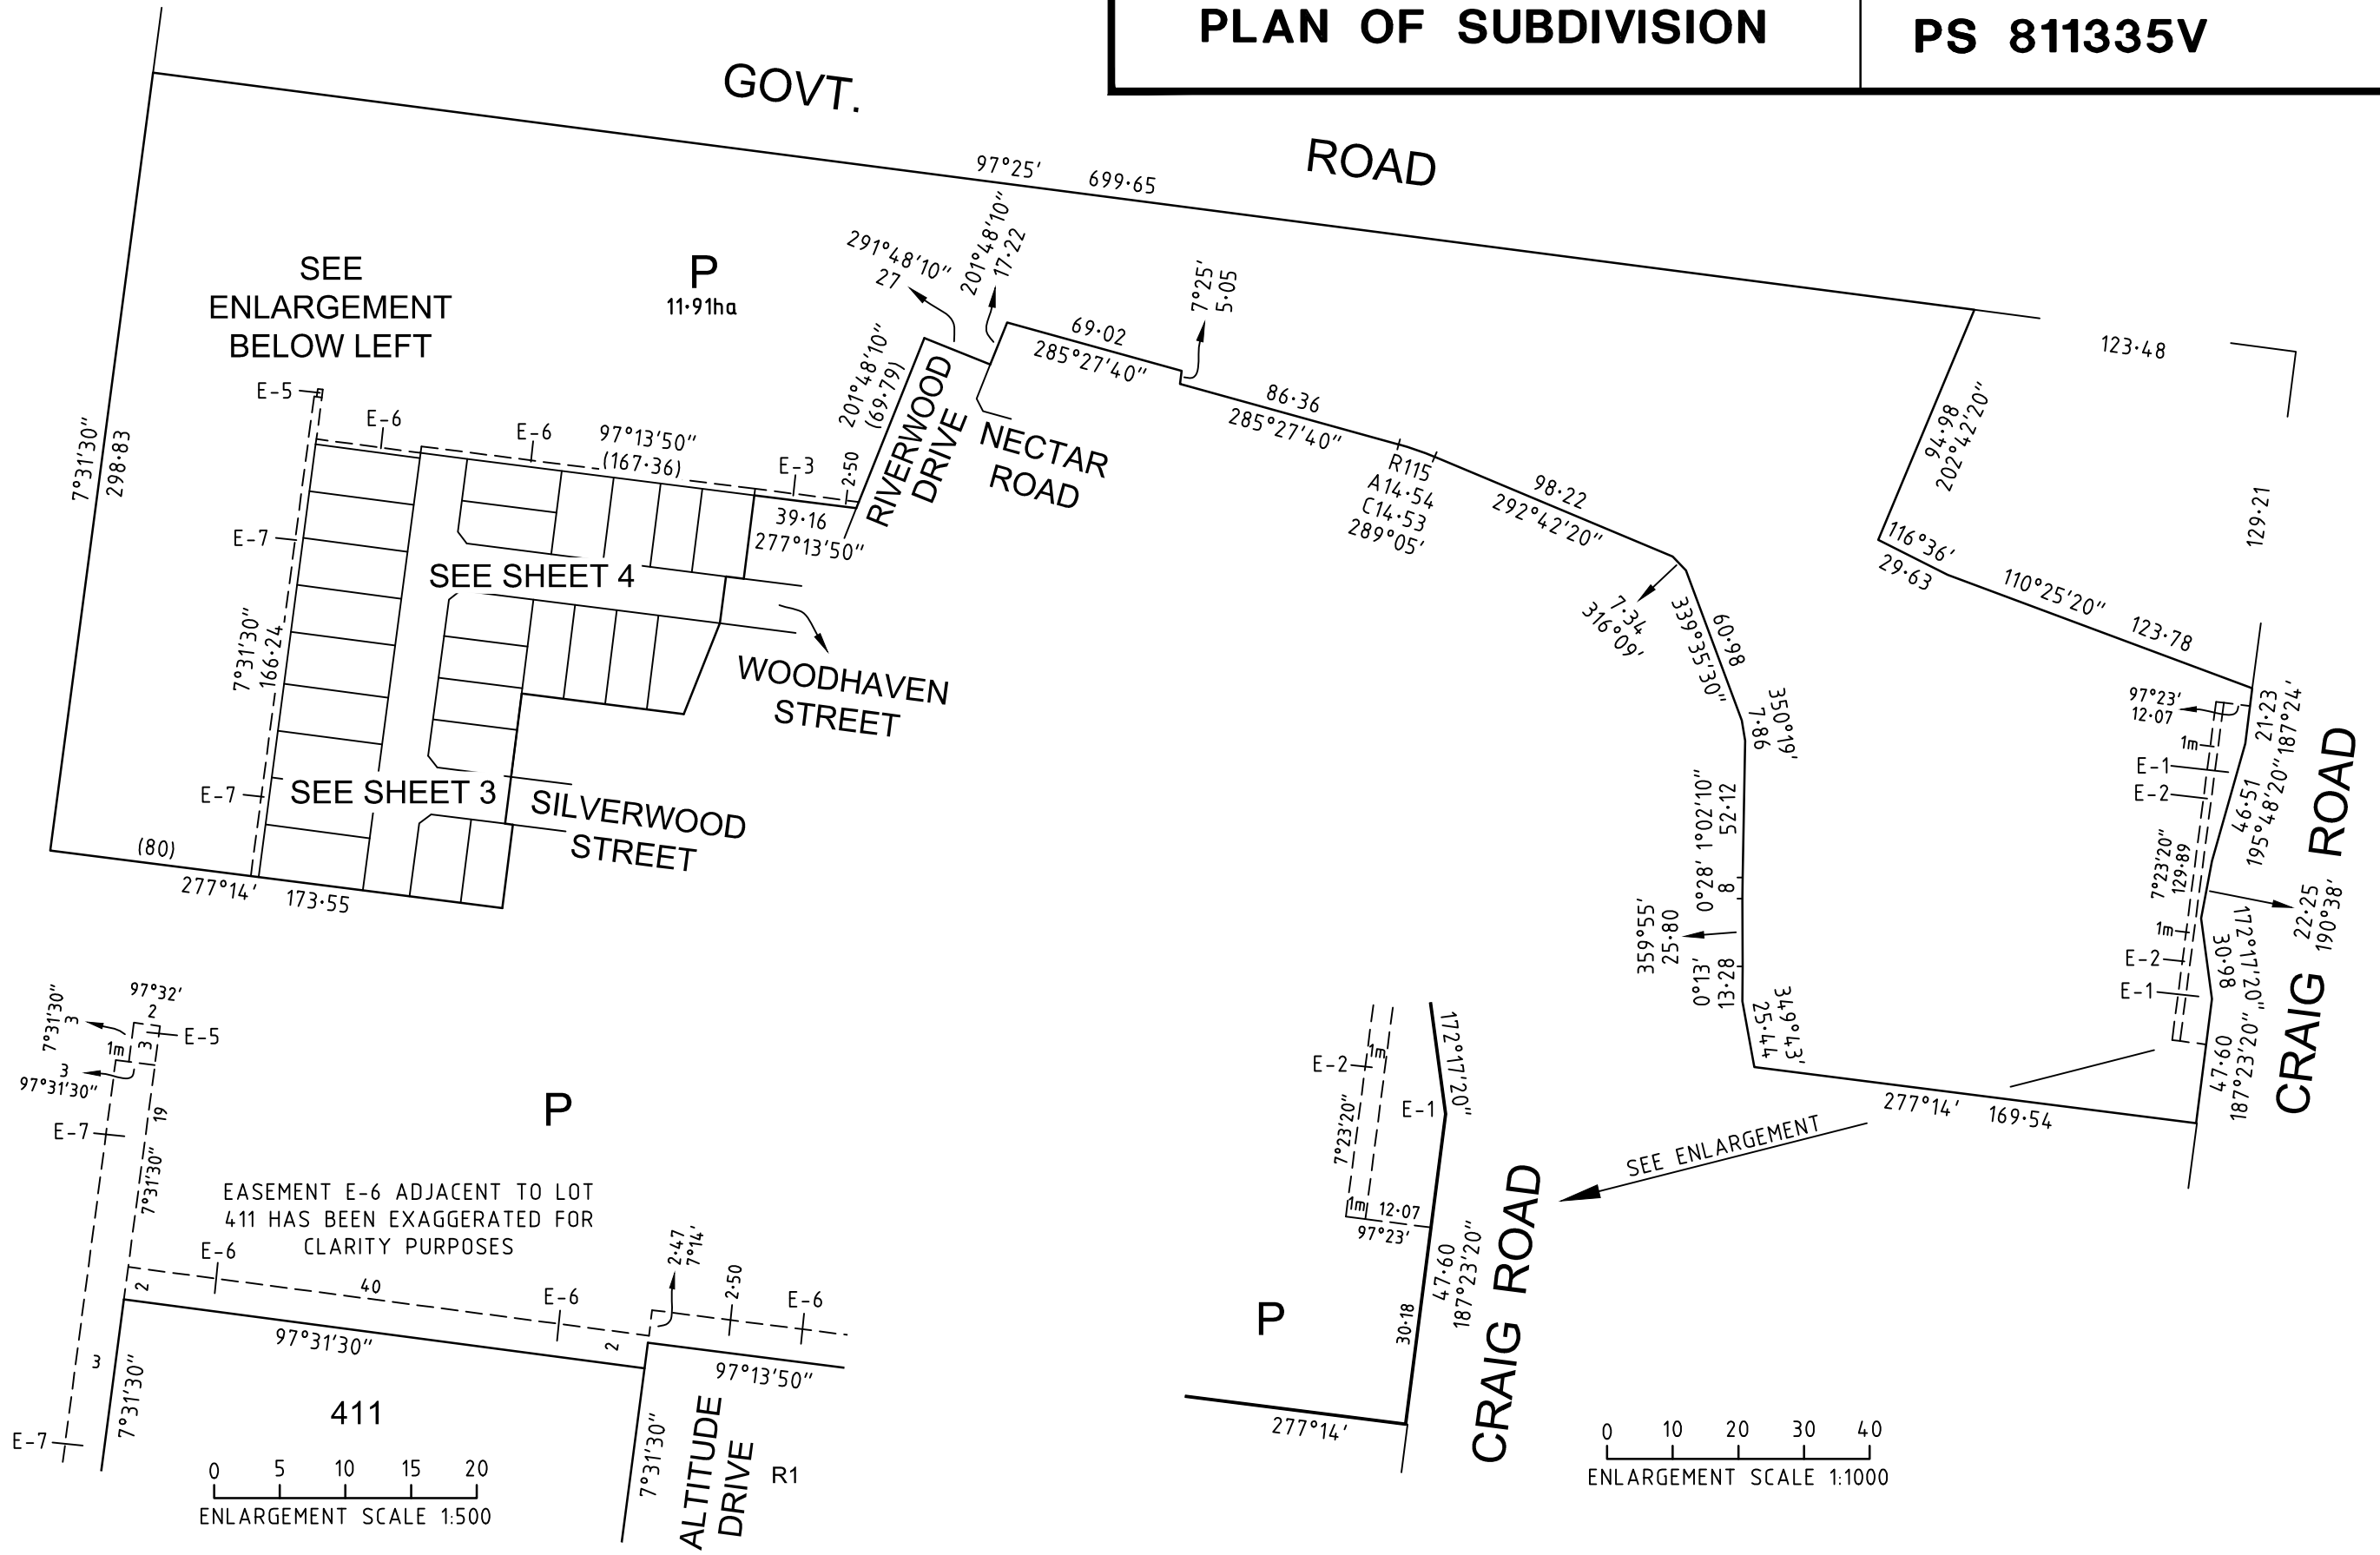 PLAN OF SUBDIVISION
PS 811335V
GOVT.
ROAD
97°25' 699·65
7°31'30"
298·83
SEE
ENLARGEMENT
BELOW LEFT
P
11·91ha
291°48'10"
27
201°48'10"
17·22
7°25'
5·05
69·02
285°27'40"
86·36
285°27'40"
R115
A14·54
C14·53
289°05'
98·22
292°42'20"
7·34
316°09'
60·98
339°35'30"
350°19'
7·86
1°02'10"
52·12
0°28'
8
359°55'
25·80
0°13'
13·28
349°43'
25·44
277°14' 169·54
123·48
129·21
94·98
202°42'20"
116°36'
29·63
110°25'20" 123·78
97°23'
12·07
1m
E-1
E-2
7°23'20"
129·89
1m
E-2
E-1
21·23
187°24'
46·51
195°48'20"
22·25
190°38'
172°17'20"
30·98
47·60
187°23'20"
CRAIG ROAD
E-5
E-6
E-6
97°13'50"
(167·36)
E-3
2·50
201°48'10"
(69·79)
RIVERWOOD
DRIVE
NECTAR
ROAD
39·16
277°13'50"
E-7
SEE SHEET 4
7°31'30"
166·24
WOODHAVEN
STREET
E-7
SEE SHEET 3
SILVERWOOD
STREET
(80)
277°14' 173·55
7°31'30"
3
97°32'
2
E-5
3
1m
3
97°31'30"
E-7
19
7°31'30"
P
EASEMENT E-6 ADJACENT TO LOT
411 HAS BEEN EXAGGERATED FOR
CLARITY PURPOSES
E-6
2
40
E-6
2
2·47
7°14'
2·50
E-6
97°31'30"
97°13'50"
3
7°31'30"
411
E-7
7°31'30"
ALTITUDE
DRIVE
R1
0 5 10 15 20
ENLARGEMENT SCALE 1:500
E-2
1m
172°17'20"
E-1
7°23'20"
1m 12·07
97°23'
47·60
187°23'20"
30·18
P
277°14'
CRAIG ROAD
SEE ENLARGEMENT
0 10 20 30 40
ENLARGEMENT SCALE 1:1000